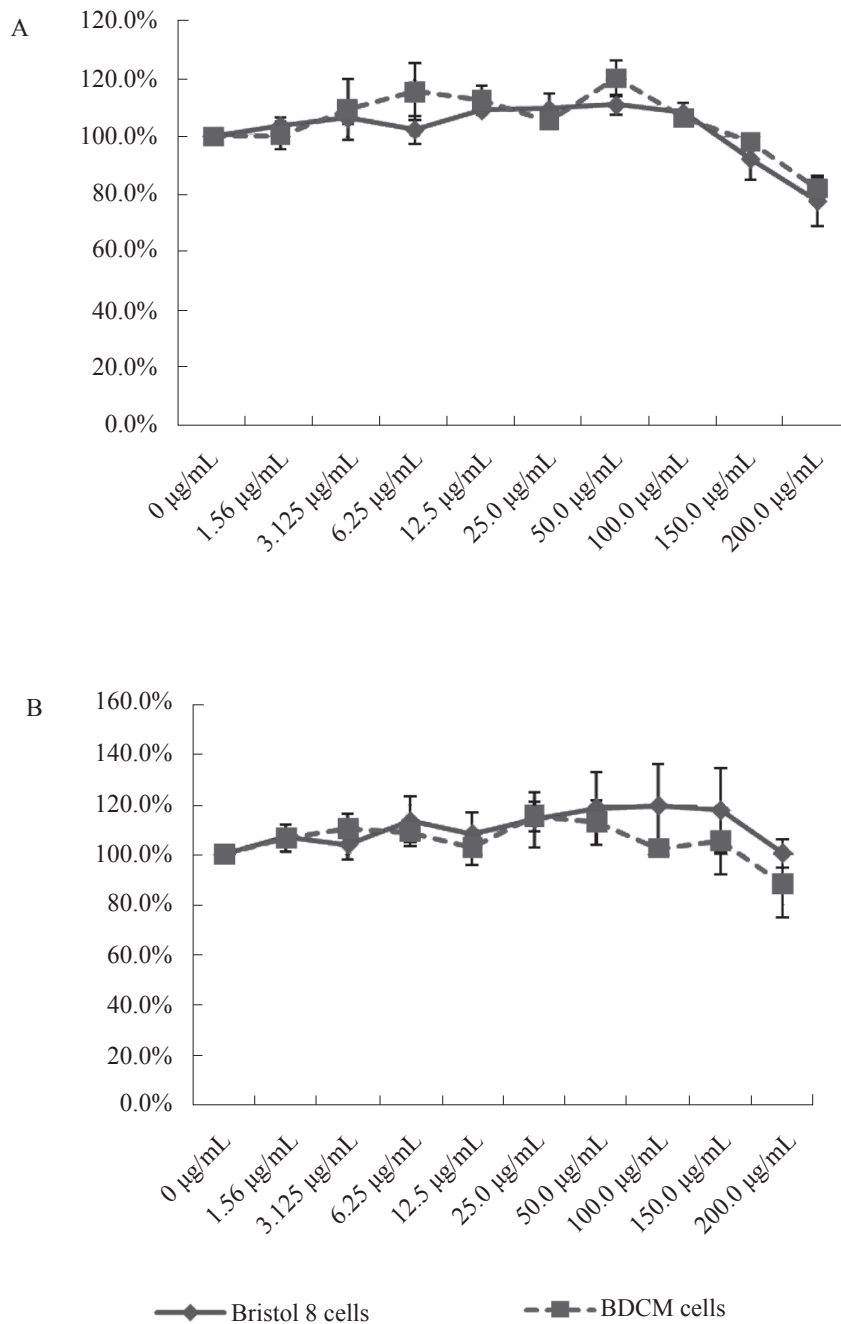 A
120.0%
120.0%
100.0%
80.0%
60.0%
40.0%
20.0%
0.0%
0 µg/mL
1.56 µg/mL
3.125 µg/mL
6.25 µg/mL
12.5 µg/mL
25.0 µg/mL
50.0 µg/mL
100.0 µg/mL
150.0 µg/mL
200.0 µg/mL
B
160.0%
140.0%
120.0%
100.0%
80.0%
60.0%
40.0%
20.0%
0.0%
0 µg/mL
1.56 µg/mL
3.125 µg/mL
6.25 µg/mL
12.5 µg/mL
25.0 µg/mL
50.0 µg/mL
100.0 µg/mL
150.0 µg/mL
200.0 µg/mL
Bristol 8 cells
BDCM cells